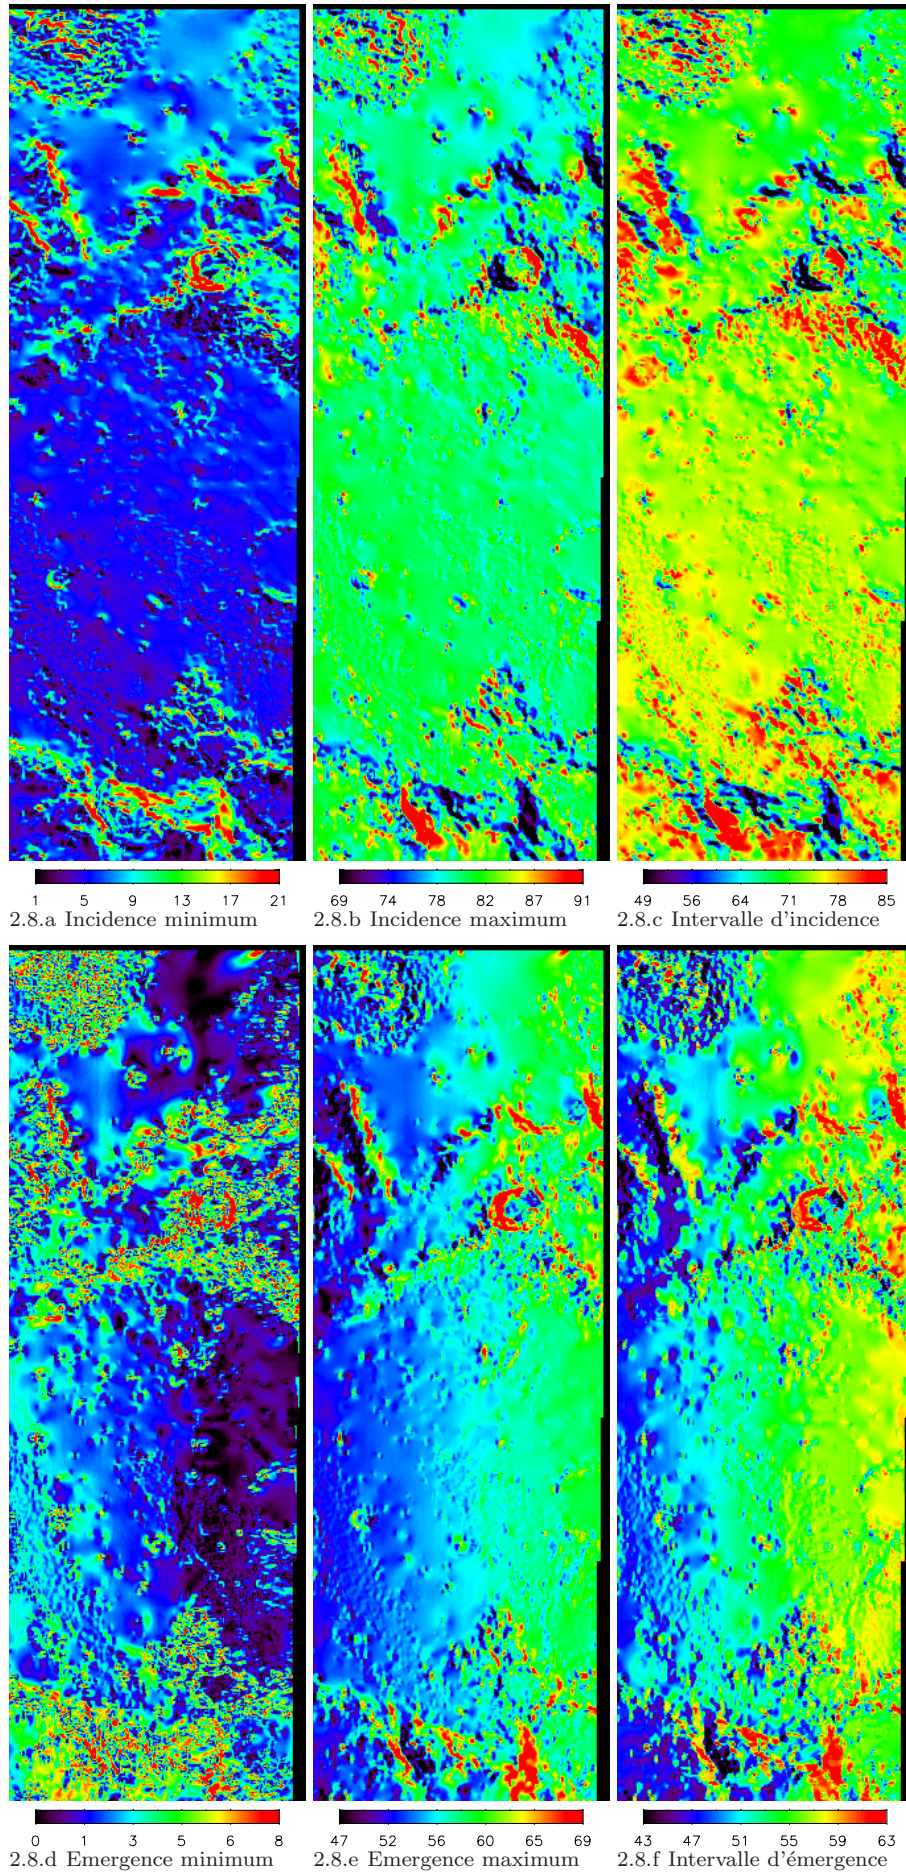 1 5 9 13 17 21
2.8.a Incidence minimum
69 74 78 82 87 91
2.8.b Incidence maximum
49 56 64 71 78 85
2.8.c Intervalle d'incidence
0 1 3 5 6 8
2.8.d Emergence minimum
47 52 56 60 65 69
2.8.e Emergence maximum
43 47 51 55 59 63
2.8.f Intervalle d'émergence